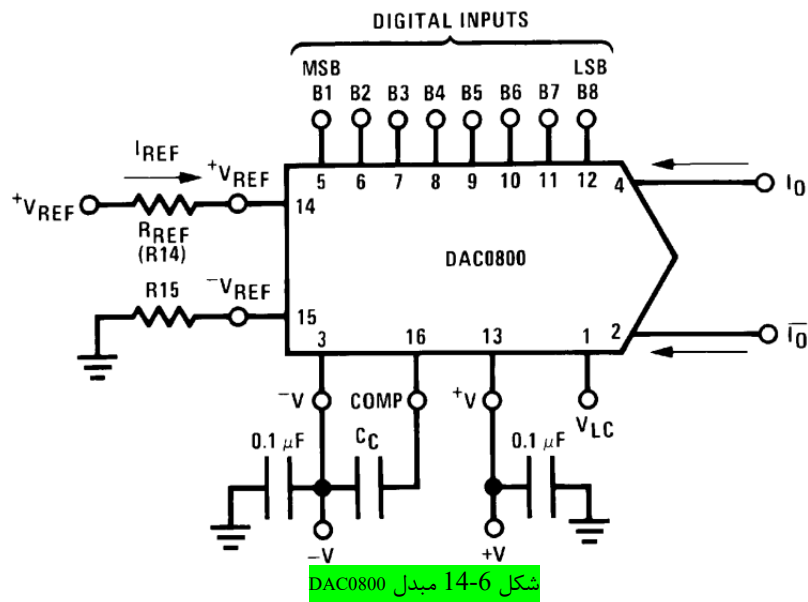 DIGITAL INPUTS
MSB LSB
B1 B2 B3 B4 B5 B6 B7 B8
IREF
+VREF
+VREF
5 6 7 8 9 10 11 12 4
IO
14
RREF
(R14)
DAC0800
R15
−VREF
15
3 16 13 1 2
IO
−V COMP +V
VLC
0.1 µF CC 0.1 µF
−V +V
شکل 6-14 مبدل DAC0800